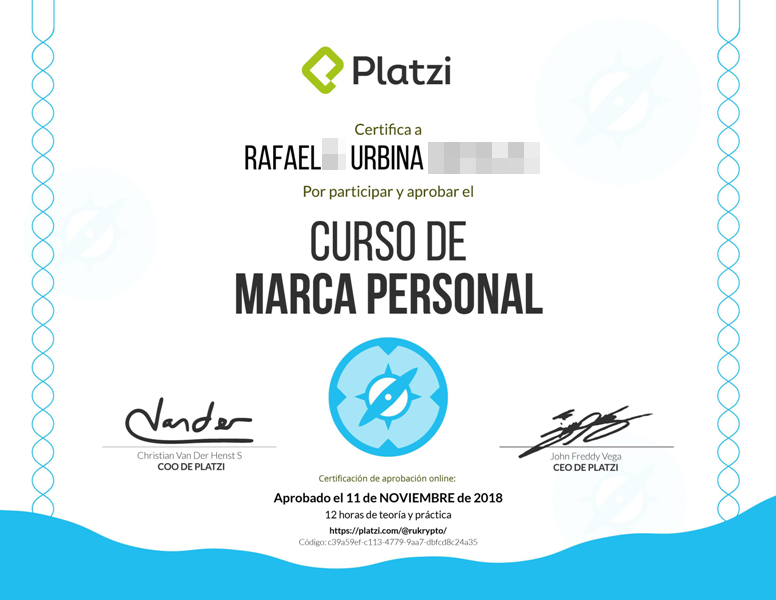 Platzi
Certifica a
RAFAEL URBINA
Por participar y aprobar el
CURSO DE
MARCA PERSONAL
Vander
Christian Van Der Henst S
COO DE PLATZI
John Freddy Vega
CEO DE PLATZI
Certificación de aprobación online:
Aprobado el 11 de NOVIEMBRE de 2018
12 horas de teoría y práctica
https://platzi.com/@rukrypto/
Código: c39a59ef-c113-4779-9aa7-dbfcd8c24a35